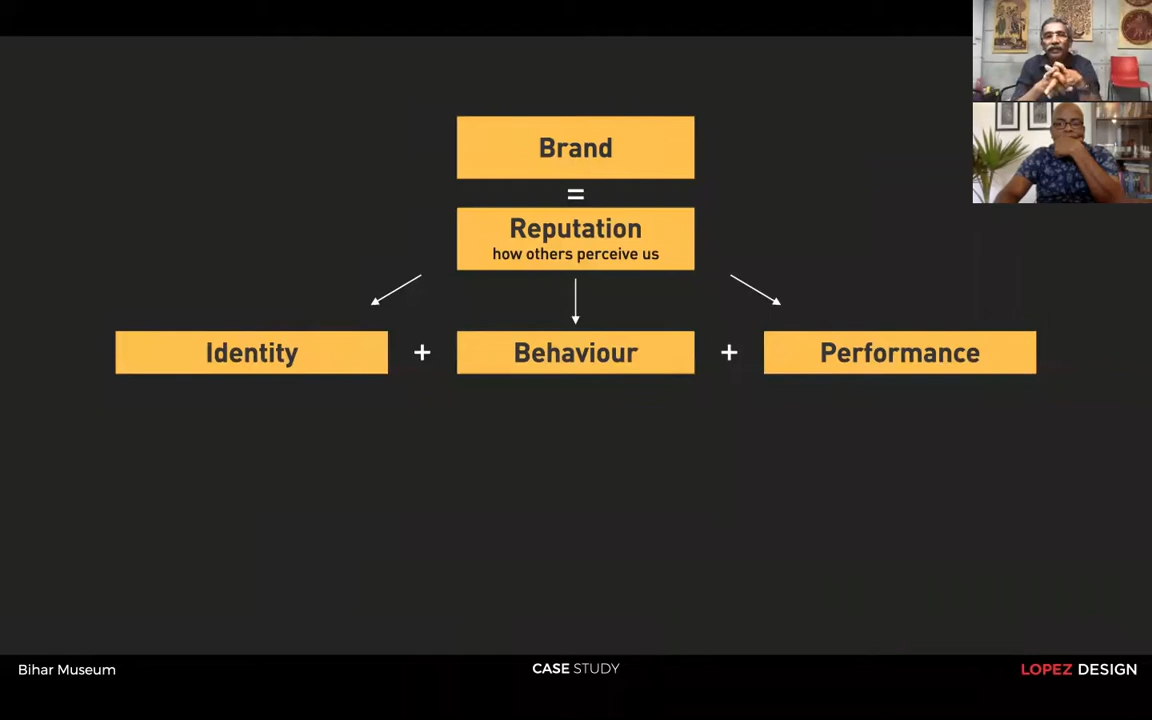 Brand
=
Reputation
how others perceive us
Identity + Behaviour + Performance
Bihar Museum
CASE STUDY
LOPEZ DESIGN